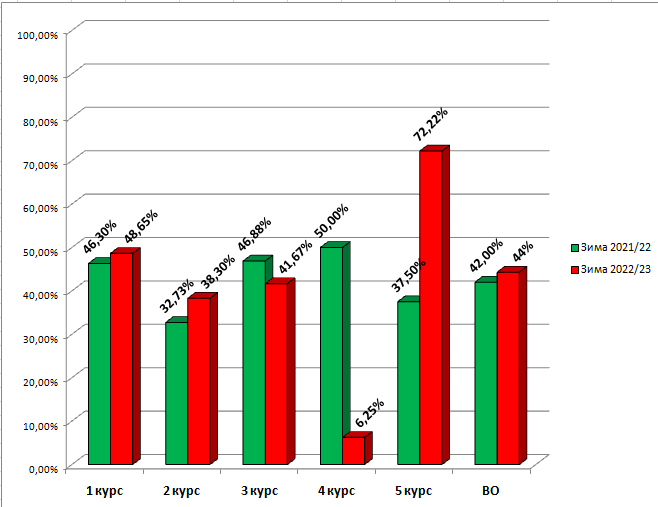 100,00%
90,00%
80,00%
70,00%
60,00%
50,00%
40,00%
30,00%
20,00%
10,00%
0,00%
46,30%
48,65%
32,73%
38,30%
46,88%
41,67%
50,00%
6,25%
37,50%
72,22%
42,00%
44%
1 курс
2 курс
3 курс
4 курс
5 курс
ВО
Зима 2021/22
Зима 2022/23